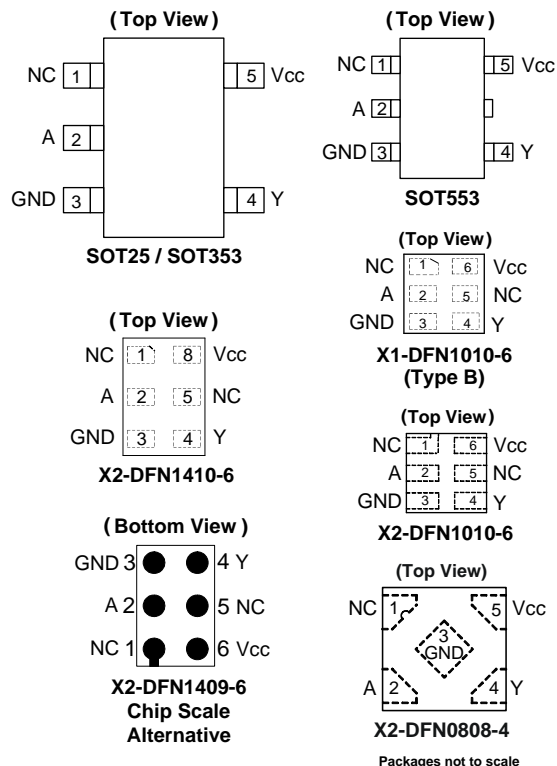 (Top View)
NC 1 5 Vcc
A 2
GND 3 4 Y
SOT25 / SOT353
(Top View)
NC 1 5 Vcc
A 2
GND 3 4 Y
SOT553
(Top View)
NC 1 6 Vcc
A 2 5 NC
GND 3 4 Y
X1-DFN1010-6
(Type B)
(Top View)
NC 1 8 Vcc
A 2 5 NC
GND 3 4 Y
X2-DFN1410-6
(Top View)
NC 1 6 Vcc
A 2 5 NC
GND 3 4 Y
X2-DFN1010-6
(Bottom View)
GND 3 4 Y
A 2 5 NC
NC 1 6 Vcc
X2-DFN1409-6
Chip Scale
Alternative
(Top View)
NC 1 5 Vcc
3
GND
A 2 4 Y
X2-DFN0808-4
Packages not to scale